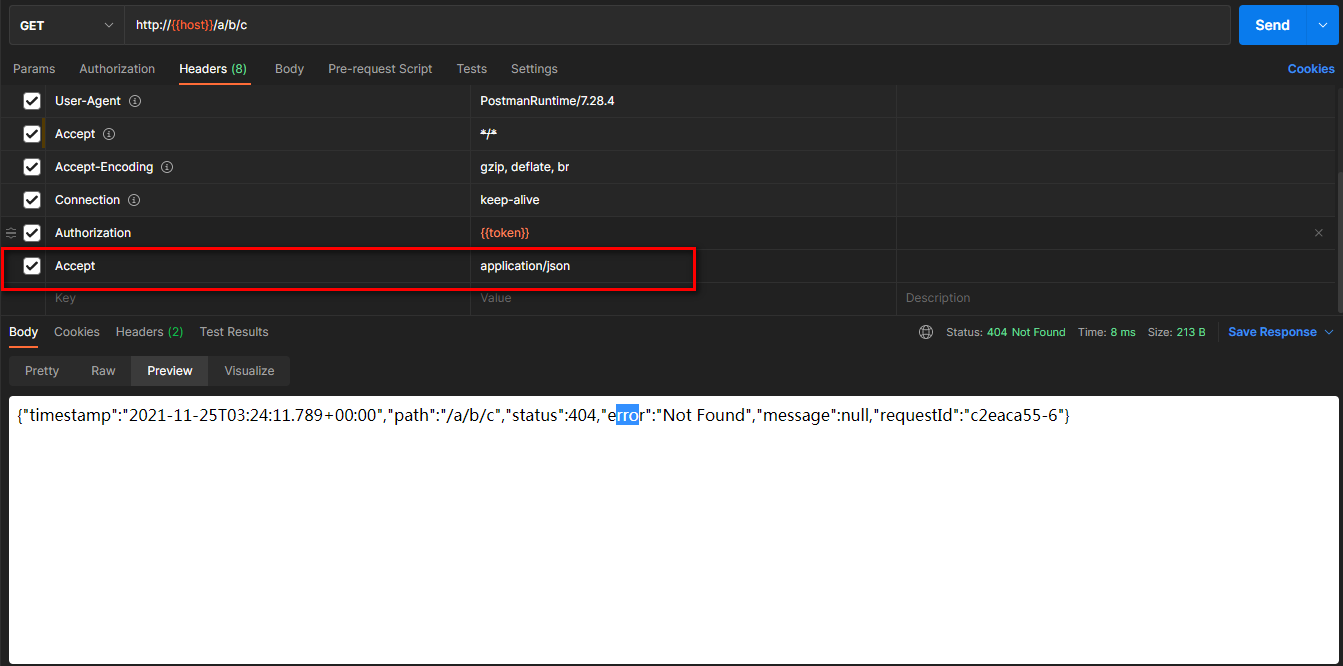 GET http://{{host}}/a/b/c Send
Params Authorization Headers (8) Body Pre-request Script Tests Settings Cookies
User-Agent PostmanRuntime/7.28.4
Accept */*
Accept-Encoding gzip, deflate, br
Connection keep-alive
Authorization {{token}}
Accept application/json
Key Value Description
Body Cookies Headers (2) Test Results Status: 404 Not Found Time: 8 ms Size: 213 B Save Response
Pretty Raw Preview Visualize
{"timestamp":"2021-11-25T03:24:11.789+00:00","path":"/a/b/c","status":404,"error":"Not Found","message":null,"requestId":"c2eaca55-6"}